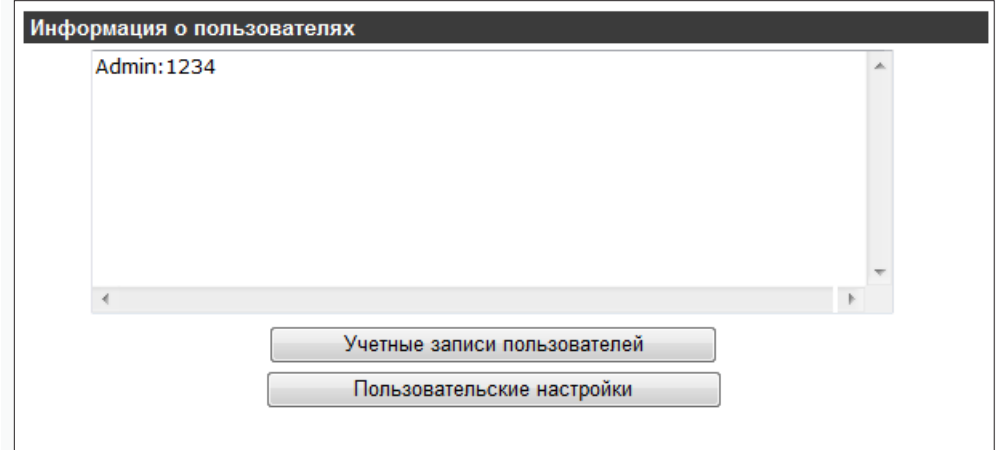 Информация о пользователях
Admin:1234
Учетные записи пользователей
Пользовательские настройки